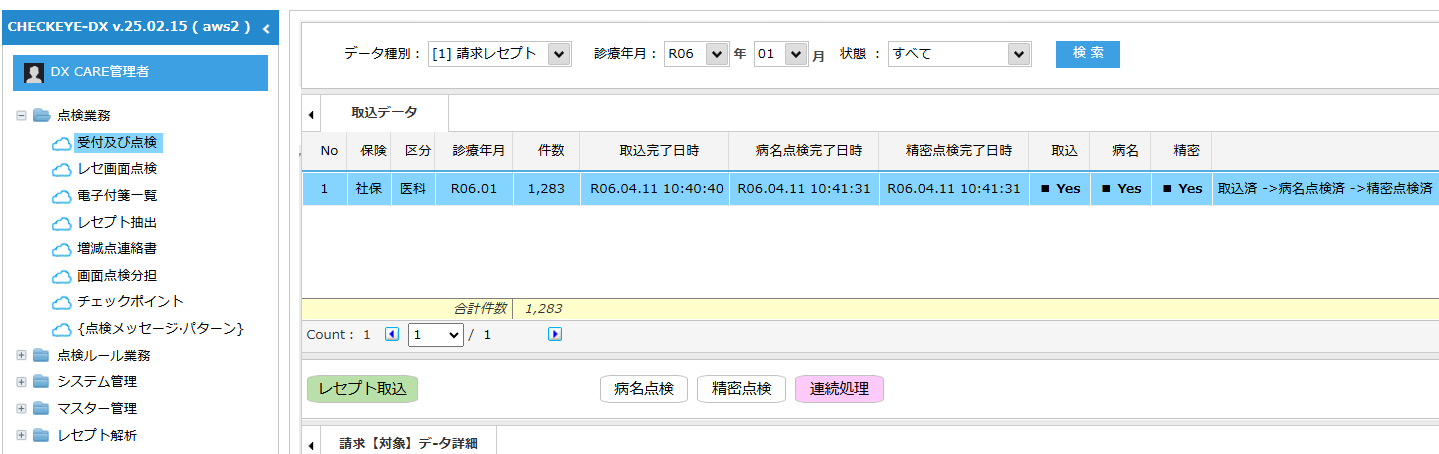 CHECKEYE-DX v.25.02.15 ( aws2 )
DX CARE管理者
点検業務
受付及び点検
レセ画面点検
電子付箋一覧
レセプト抽出
増減点連絡書
画面点検分担
チェックポイント
{点検メッセージ·パターン}
点検ルール業務
システム管理
マスター管理
レセプト解析
データ種別 : [1] 請求レセプト 診療年月 : R06 年 01 月 状態 : すべて 検 索
取込データ
No 保険 区分 診療年月 件数 取込完了日時 病名点検完了日時 精密点検完了日時 取込 病名 精密
1 社保 医科 R06.01 1,283 R06.04.11 10:40:40 R06.04.11 10:41:31 R06.04.11 10:41:31 ■ Yes ■ Yes ■ Yes 取込済 ->病名点検済 ->精密点検済
合計件数 1,283
Count : 1 1 / 1
レセプト取込 病名点検 精密点検 連続処理
請求【対象】データ詳細